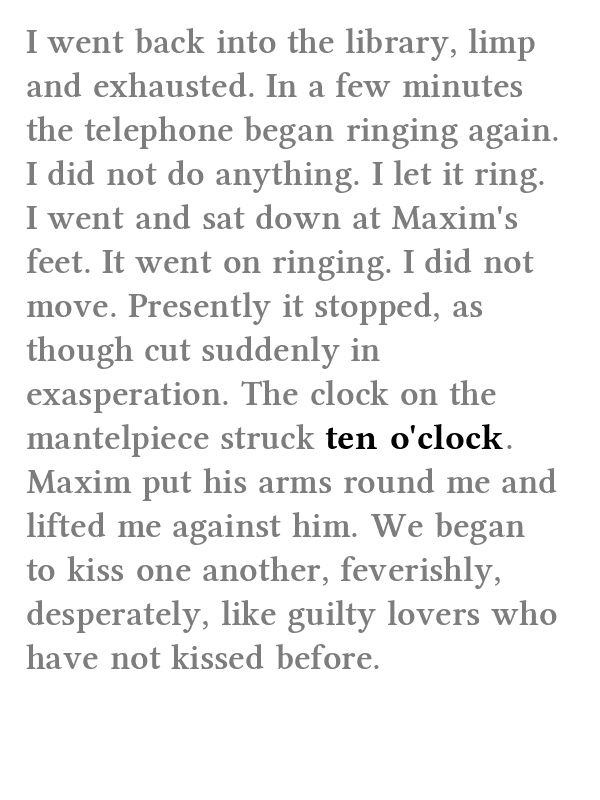 I went back into the library, limp
and exhausted. In a few minutes
the telephone began ringing again.
I did not do anything. I let it ring.
I went and sat down at Maxim's
feet. It went on ringing. I did not
move. Presently it stopped, as
though cut suddenly in
exasperation. The clock on the
mantelpiece struck ten o'clock.
Maxim put his arms round me and
lifted me against him. We began
to kiss one another, feverishly,
desperately, like guilty lovers who
have not kissed before.